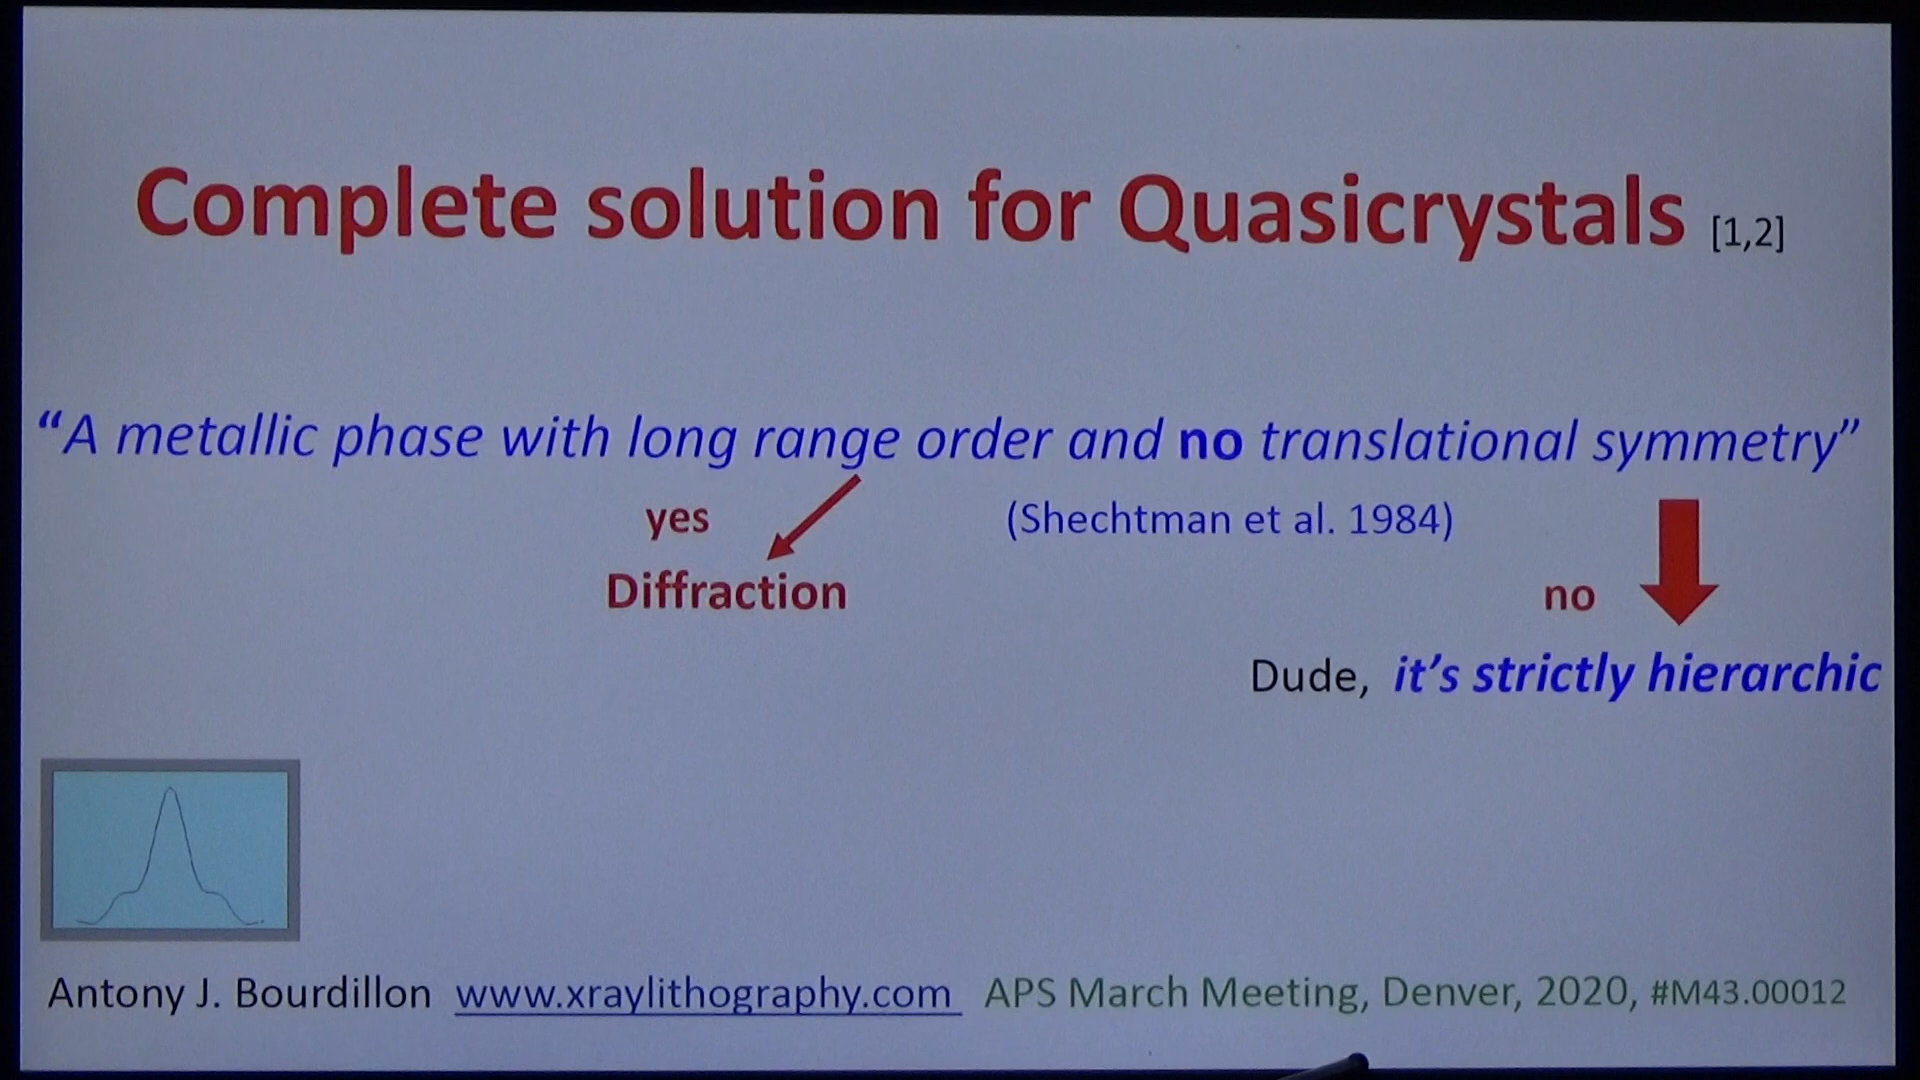 Complete solution for Quasicrystals [1,2]
“A metallic phase with long range order and no translational symmetry”
yes
(Shechtman et al. 1984)
Diffraction
no
Dude, it’s strictly hierarchic
Antony J. Bourdillon www.xraylithography.com APS March Meeting, Denver, 2020, #M43.00012